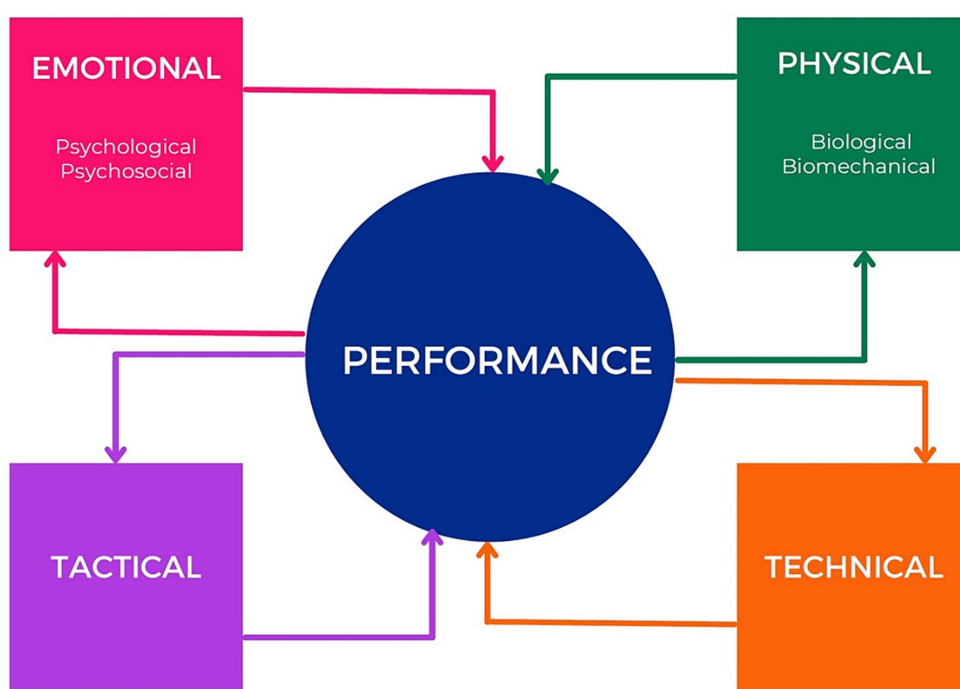 EMOTIONAL
Psychological
Psychosocial
PHYSICAL
Biological
Biomechanical
PERFORMANCE
TACTICAL
TECHNICAL